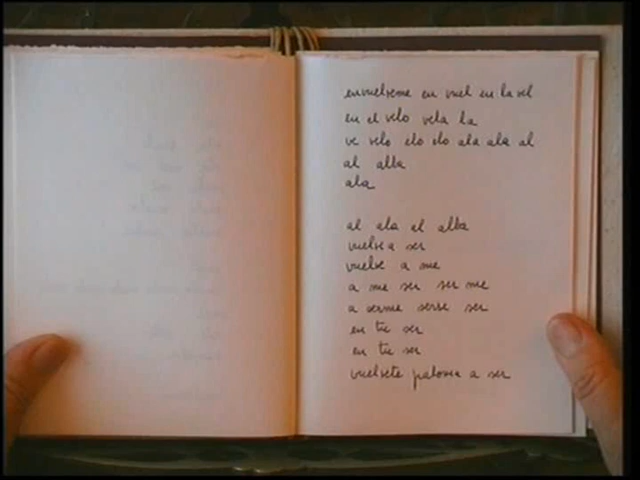 envuelveme en vuel en la vel
en el velo vela la
ve velo elo elo ala ala al
al alba
ala
al ala el alba
vuelve a ser
vuelve a me
a me ser ser me
a verme serse ser
en tu ser
en tu ser
vuelvete paloma a ser